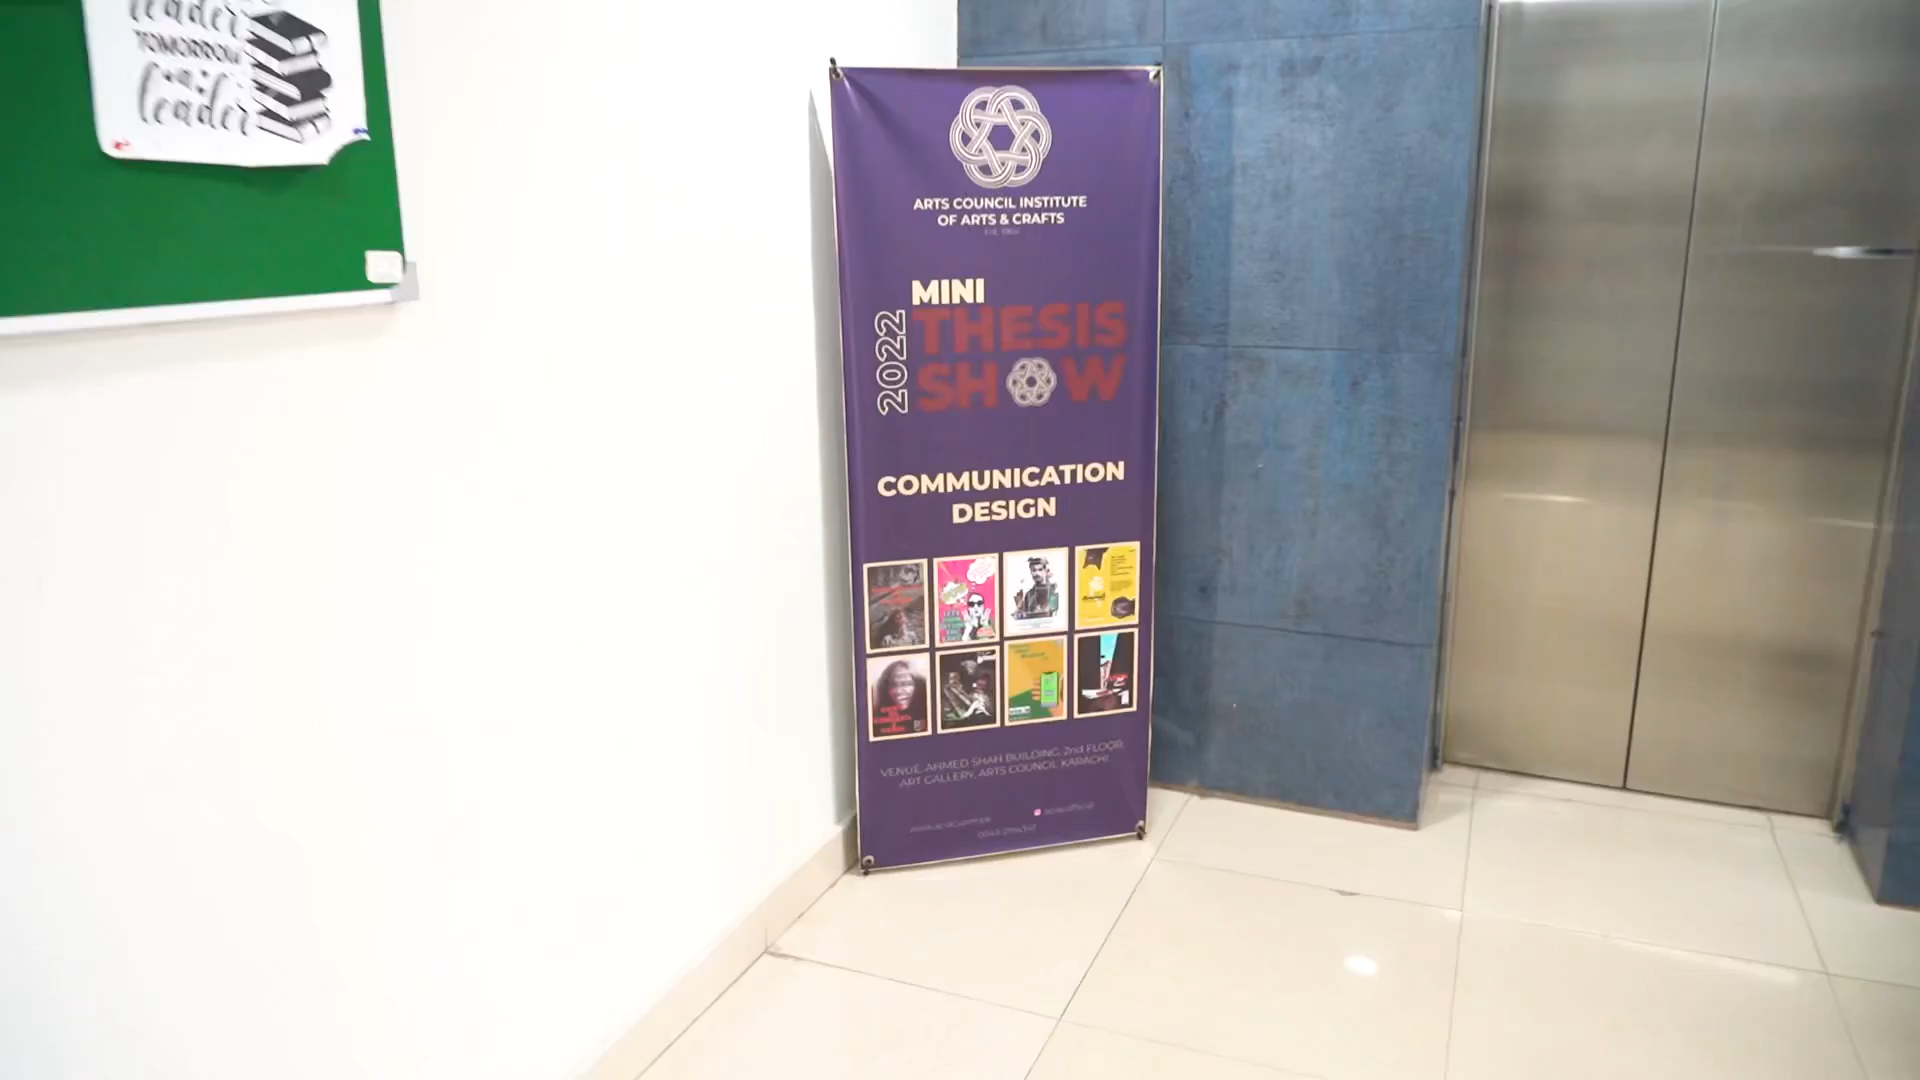 leader
TOMORROW
a
leader
ARTS COUNCIL INSTITUTE
OF ARTS & CRAFTS
MINI
2022
THESIS
SHOW
COMMUNICATION
DESIGN
VENUE, AHMED SHAH BUILDING, 2nd FLOOR,
ART GALLERY, ARTS COUNCIL KARACHI.